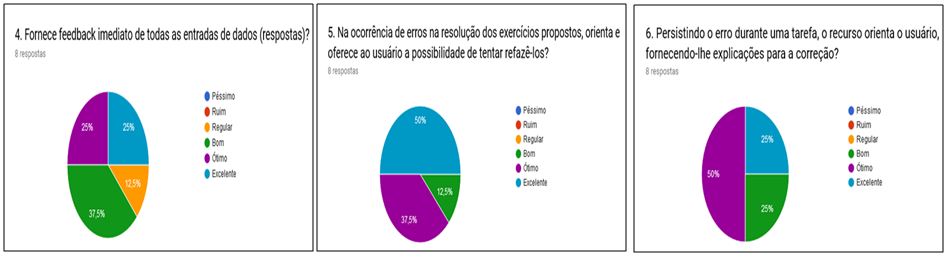 4. Fornece feedback imediato de todas as entradas de dados (respostas)?
8 respostas
Péssimo
Ruim
Regular
Bom
Ótimo
Excelente
25%
25%
12,5%
37,5%
5. Na ocorrência de erros na resolução dos exercícios propostos, orienta e
oferece ao usuário a possibilidade de tentar refazê-los?
8 respostas
Péssimo
Ruim
Regular
Bom
Ótimo
Excelente
50%
12,5%
37,5%
6. Persistindo o erro durante uma tarefa, o recurso orienta o usuário,
fornecendo-lhe explicações para a correção?
8 respostas
Péssimo
Ruim
Regular
Bom
Ótimo
Excelente
25%
50%
25%